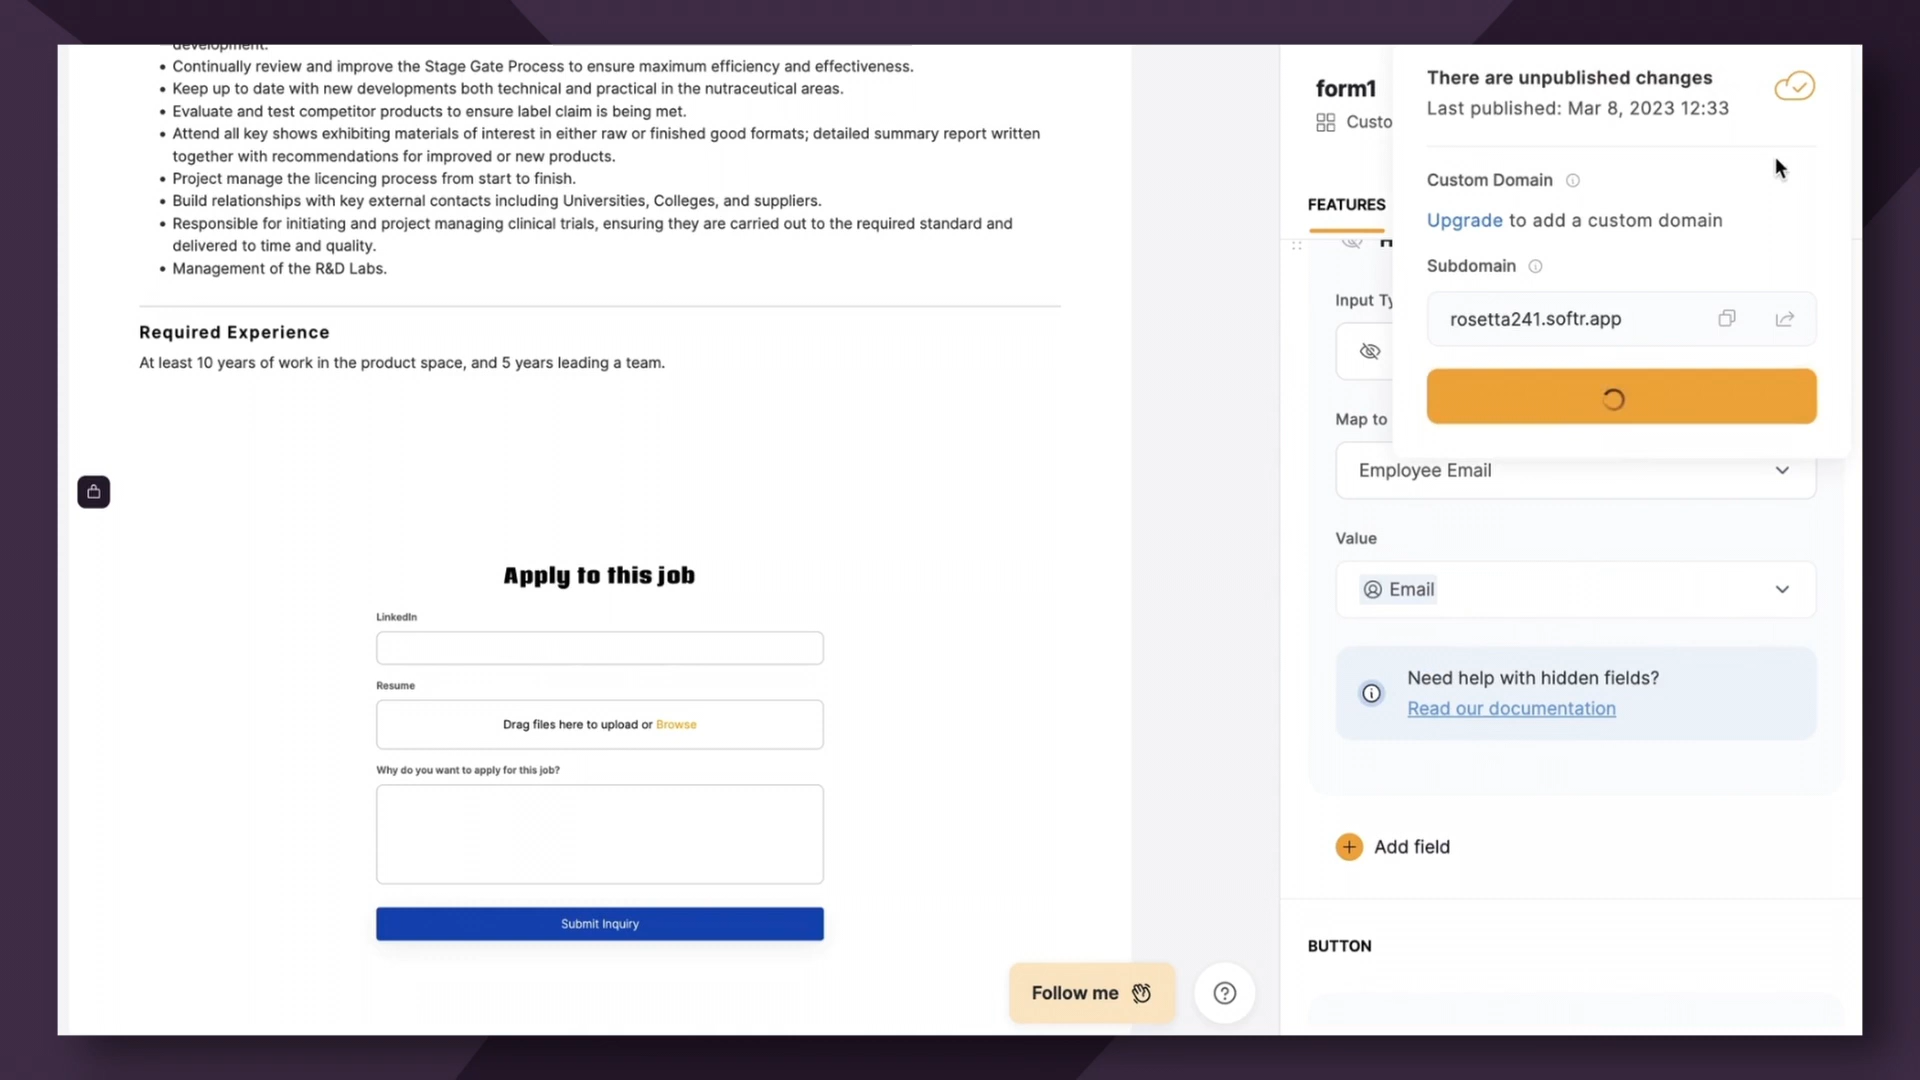 development.
• Continually review and improve the Stage Gate Process to ensure maximum efficiency and effectiveness.
• Keep up to date with new developments both technical and practical in the nutraceutical areas.
• Evaluate and test competitor products to ensure label claim is being met.
• Attend all key shows exhibiting materials of interest in either raw or finished good formats; detailed summary report written
together with recommendations for improved or new products.
• Project manage the licencing process from start to finish.
• Build relationships with key external contacts including Universities, Colleges, and suppliers.
• Responsible for initiating and project managing clinical trials, ensuring they are carried out to the required standard and
delivered to time and quality.
• Management of the R&D Labs.
Required Experience
At least 10 years of work in the product space, and 5 years leading a team.
Apply to this job
LinkedIn
Resume
Drag files here to upload or Browse
Why do you want to apply for this job?
Submit Inquiry
Follow me
form1
Custo
FEATURES
Input Ty
Map to
Employee Email
Value
Email
Need help with hidden fields?
Read our documentation
Add field
BUTTON
There are unpublished changes
Last published: Mar 8, 2023 12:33
Custom Domain
Upgrade to add a custom domain
Subdomain
rosetta241.softr.app